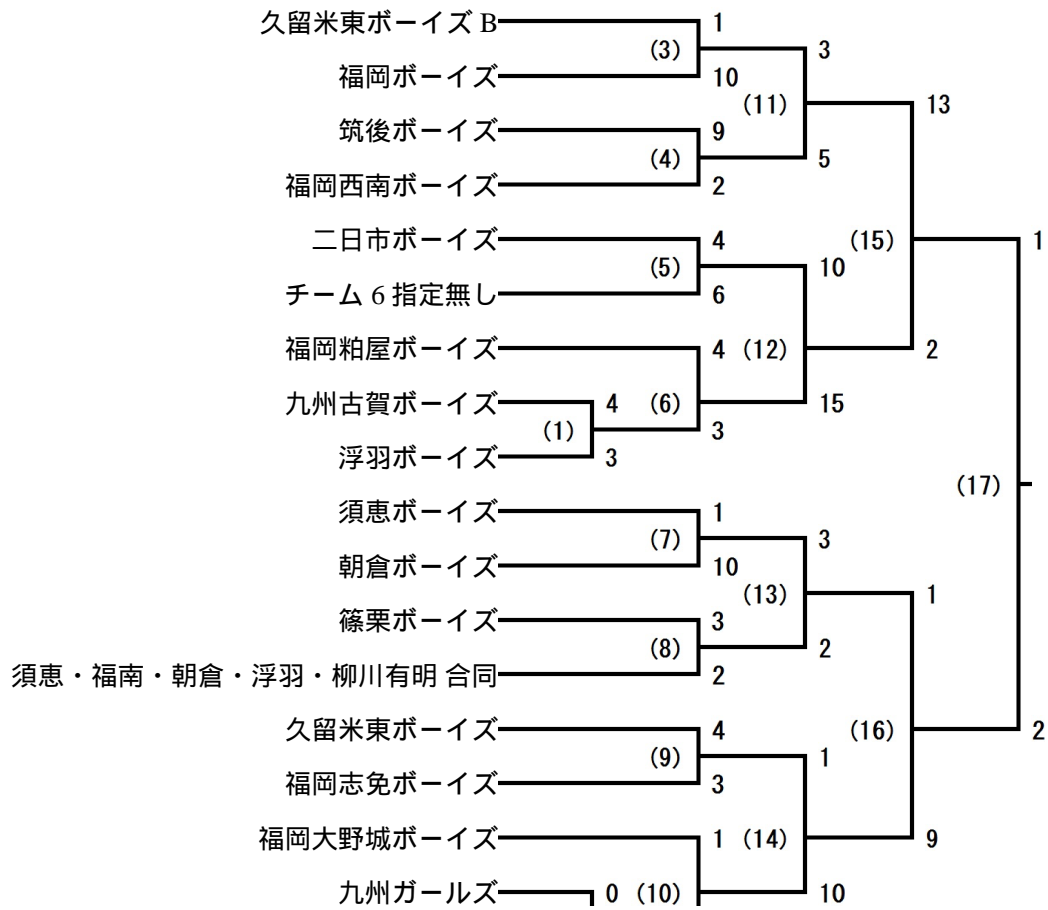 久留米東ボーイズ B 1
(3) 3
福岡ボーイズ 10
(11) 13
筑後ボーイズ 9
(4) 5
福岡西南ボーイズ 2
二日市ボーイズ 4
(15) 1
(5) 10
チーム 6 指定無し 6
福岡粕屋ボーイズ 4 (12) 2
九州古賀ボーイズ 4 (6) 15
(1) 3
浮羽ボーイズ 3
(17)
須恵ボーイズ 1
(7) 3
朝倉ボーイズ 10
(13) 1
篠栗ボーイズ 3
(8) 2
須恵・福南・朝倉・浮羽・柳川有明 合同 2
久留米東ボーイズ 4
(16) 2
(9) 1
福岡志免ボーイズ 3
福岡大野城ボーイズ 1 (14) 9
九州ガールズ 0 (10) 10